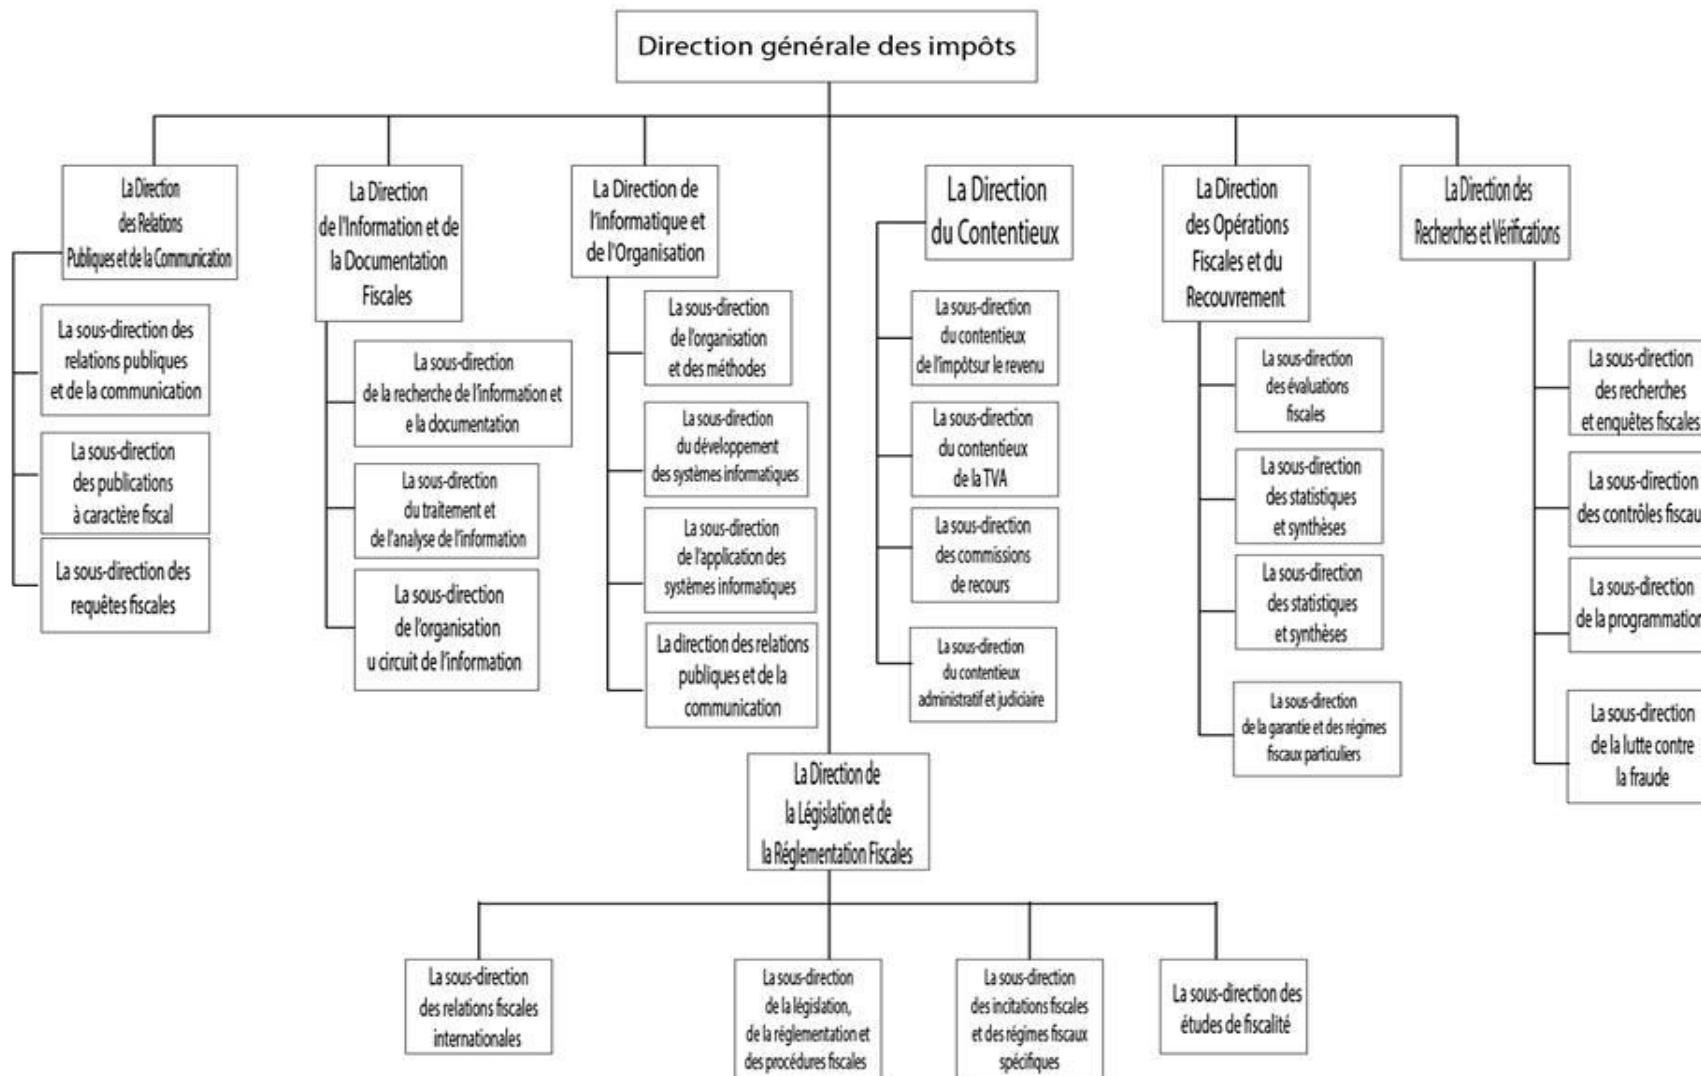 Direction générale des impôts
La Direction
des Relations
Publiques et de la Communication
La sous-direction des
relations publiques
et de la communication
La sous-direction
des publications
à caractère fiscal
La sous-direction des
requêtes fiscales
La Direction
de l'Information et de
la Documentation
Fiscales
La sous-direction
de la recherche de l'information et
e la documentation
La sous-direction
du traitement et
de l'analyse de l'information
La sous-direction
de l'organisation
u circuit de l'information
La Direction de
l'informatique et
de l'Organisation
La sous-direction
de l'organisation
et des méthodes
La sous-direction
du développement
des systèmes informatiques
La sous-direction
de l'application des
systèmes informatiques
La direction des relations
publiques et de la
communication
La Direction
du Contentieux
La sous-direction
du contentieux
de l'impôtsur le revenu
La sous-direction
du contentieux
de la TVA
La sous-direction
des commissions
de recours
La sous-direction
du contentieux
administratif et judiciaire
La Direction
des Opérations
Fiscales et du
Recouvrement
La sous-direction
des évaluations
fiscales
La sous-direction
des statistiques
et synthèses
La sous-direction
des statistiques
et synthèses
La sous-direction
de la garantie et des régimes
fiscaux particuliers
La Direction des
Recherches et Vérifications
La sous-direction
des recherches
et enquêtes fiscales
La sous-direction
des contrôles fiscau
La sous-direction
de la programmation
La sous-direction
de la lutte contre
la fraude
La Direction de
la Législation et de
la Réglementation Fiscales
La sous-direction
des relations fiscales
internationales
La sous-direction
de la législation,
de la réglementation et
des procédures fiscales
La sous-direction
des incitations fiscales
et des régimes fiscaux
spécifiques
La sous-direction des
études de fiscalité